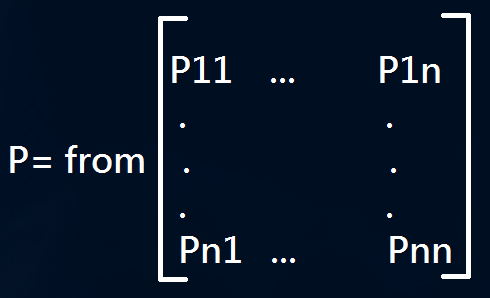 P11 ... P1n
. .
P= from . .
. .
Pn1 ... Pnn